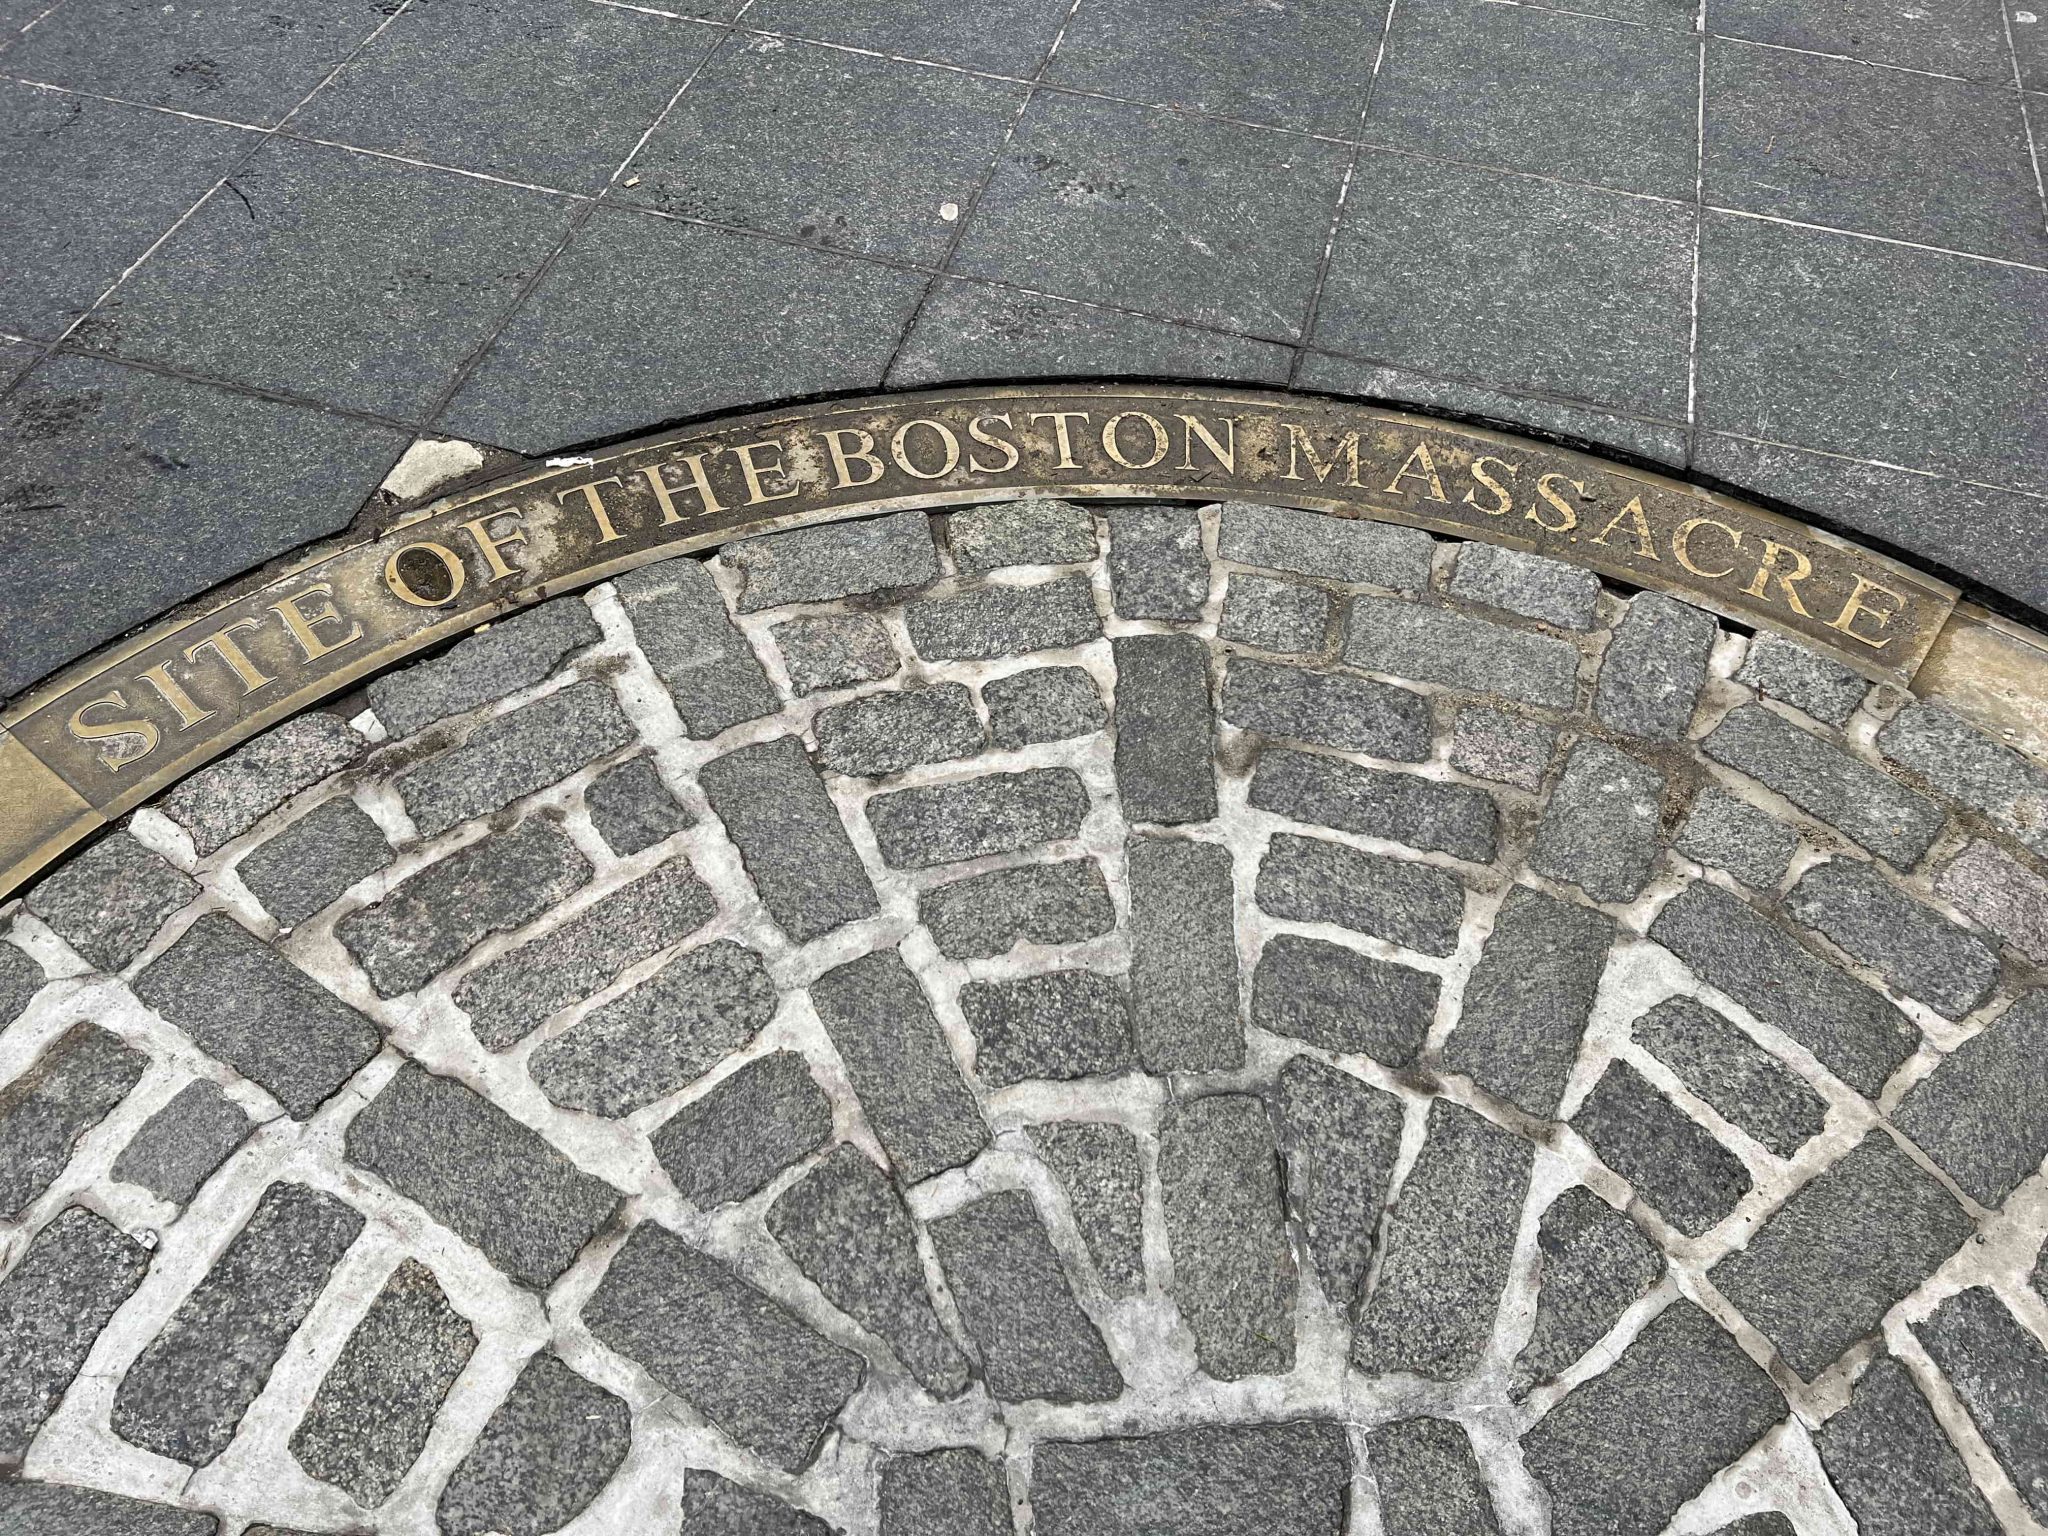 SITE OF THE BOSTON MASSACRE